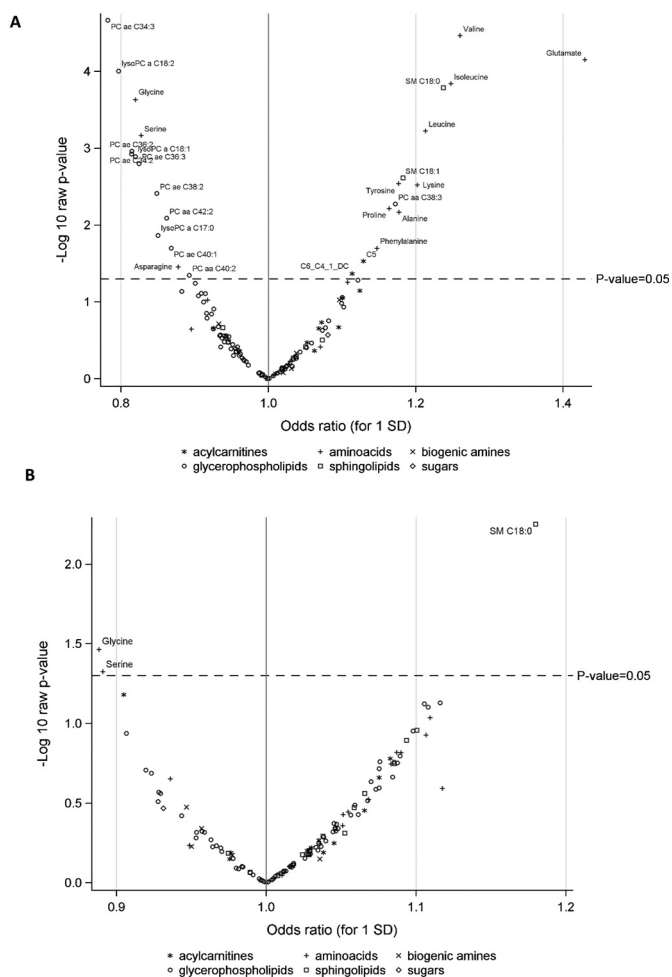 A
PC ae C34:3
Valine
Glutamate
lysoPC a C18:2
SM C18:0
Isoleucine
Glycine
Leucine
Serine
PC ae C36:2
lysoPC a C18:1
PC ae C36:3
SM C18:1
Tyrosine
Lysine
PC ae C38:2
PC aa C38:3
Proline
Alanine
PC aa C42:2
lysoPC a C17:0
PC ae C40:1
Phenylalanine
C5
Asparagine
PC aa C40:2
C6_C4_1_DC
P-value=0.05
4
3
2
1
0
-Log 10 raw p-value
0.8
1.0
1.2
1.4
Odds ratio (for 1 SD)
acylcarnitines
aminoacids
biogenic amines
glycerophospholipids
sphingolipids
sugars
B
SM C18:0
Glycine
Serine
P-value=0.05
2.0
1.5
1.0
0.5
0.0
-Log 10 raw p-value
0.9
1.0
1.1
1.2
Odds ratio (for 1 SD)
acylcarnitines
aminoacids
biogenic amines
glycerophospholipids
sphingolipids
sugars